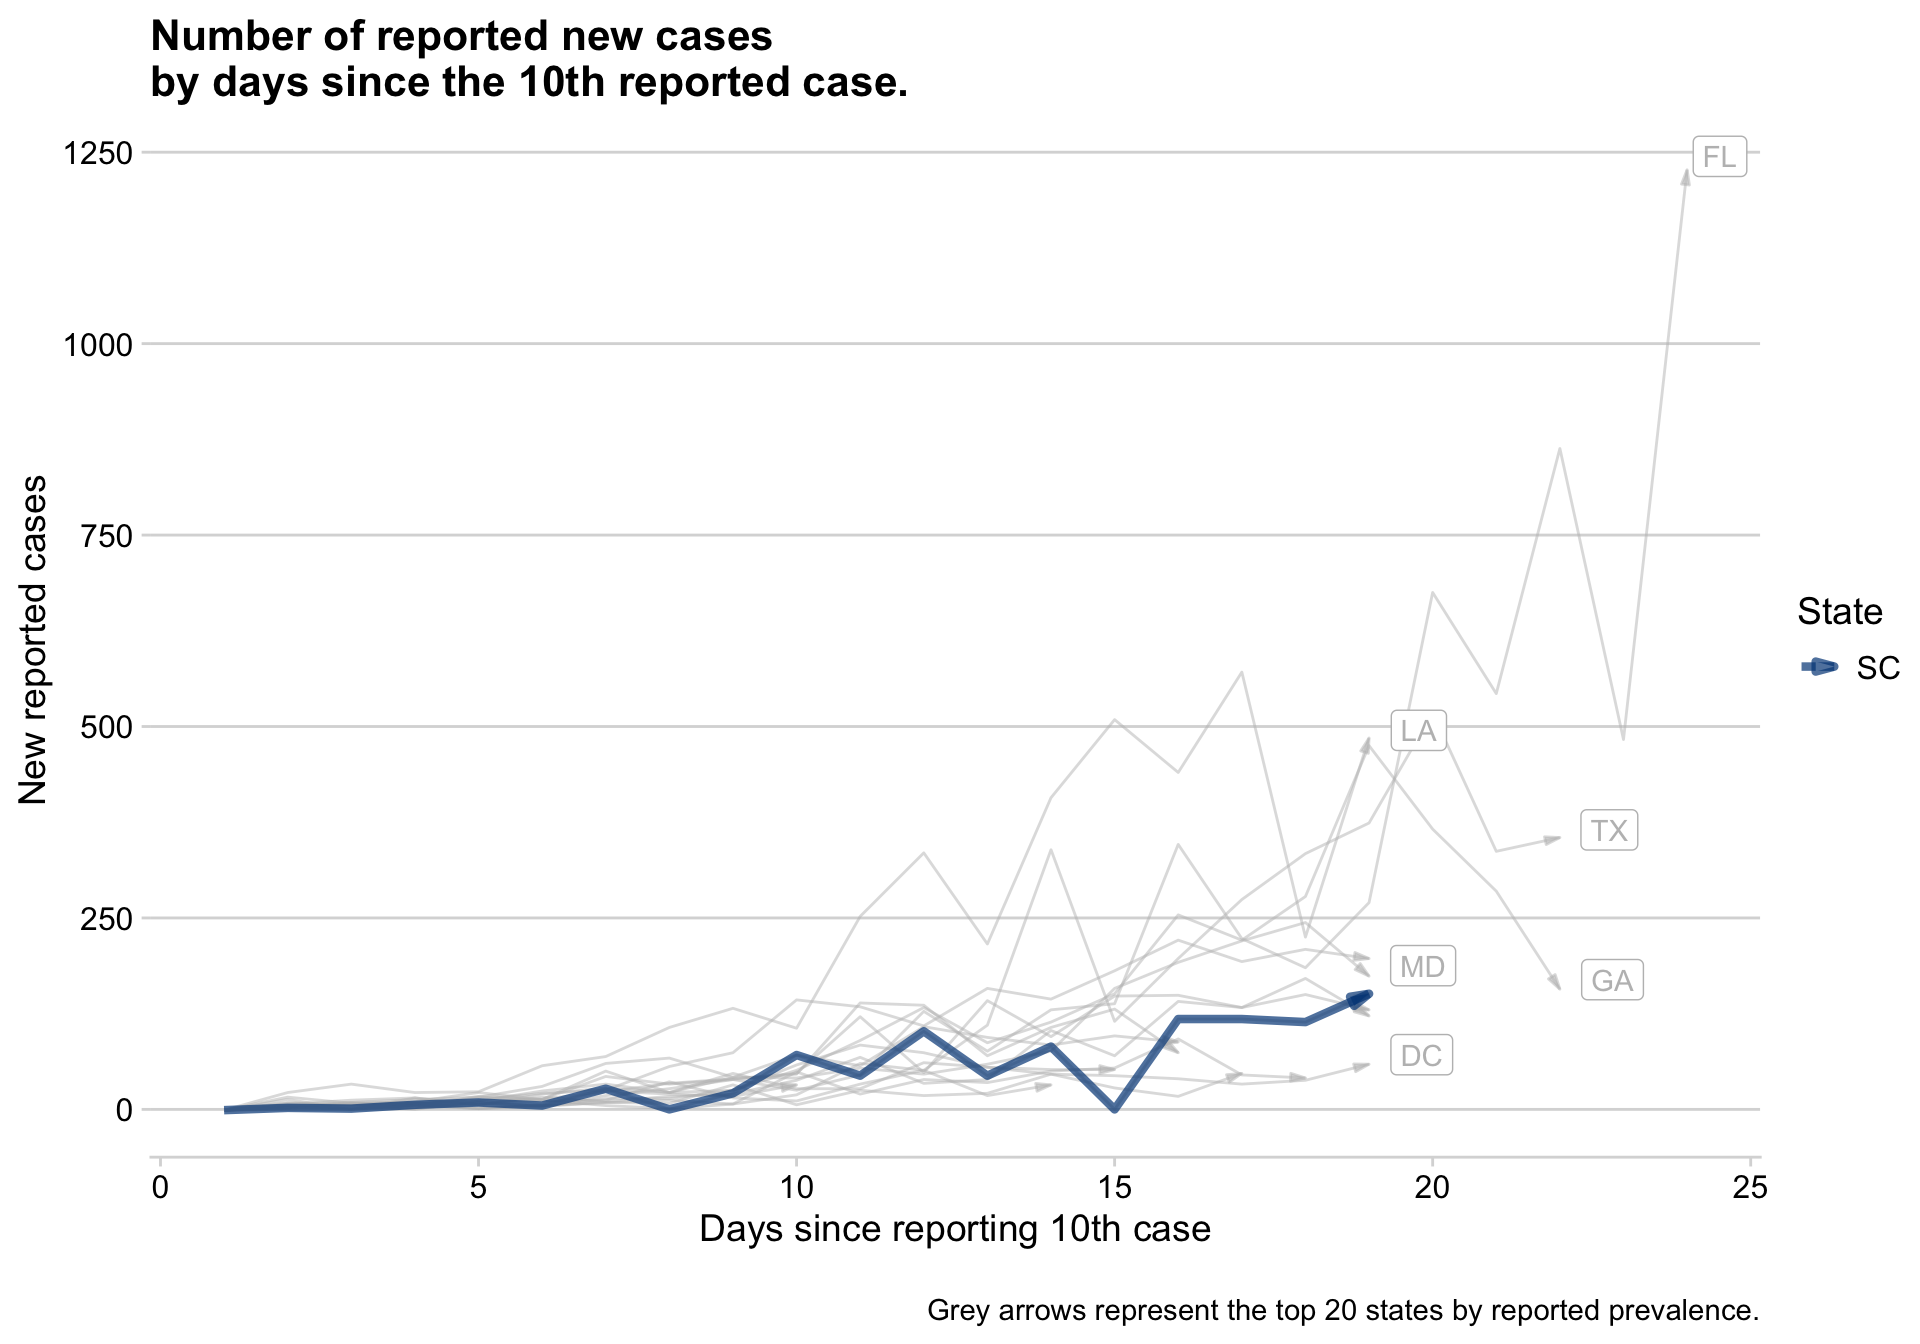 Number of reported new cases
by days since the 10th reported case.
1250
1000
750
500
250
0
New reported cases
FL
LA
TX
MD
GA
DC
State
SC
0 5 10 15 20 25
Days since reporting 10th case
Grey arrows represent the top 20 states by reported prevalence.